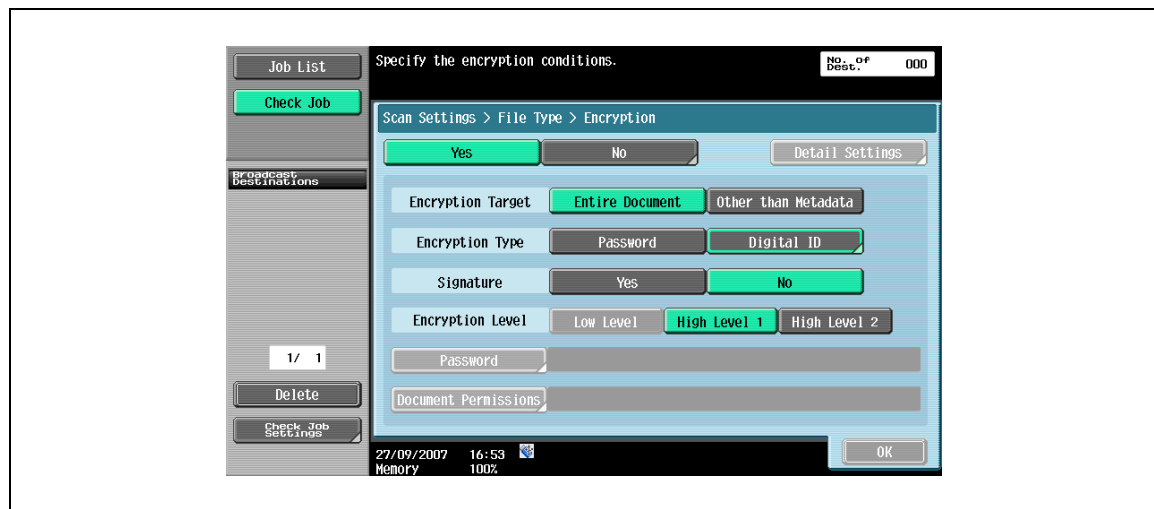 Job List
Check Job
Specify the encryption conditions.
No. of Dest. 000
Scan Settings > File Type > Encryption
Yes No Detail Settings
Broadcast
Destinations
Encryption Target Entire Document Other than Metadata
Encryption Type Password Digital ID
Signature Yes No
Encryption Level Low Level High Level 1 High Level 2
1/ 1
Password
Delete
Document Permissions
Check Job
Settings
OK
27/09/2007 16:53
Memory 100%